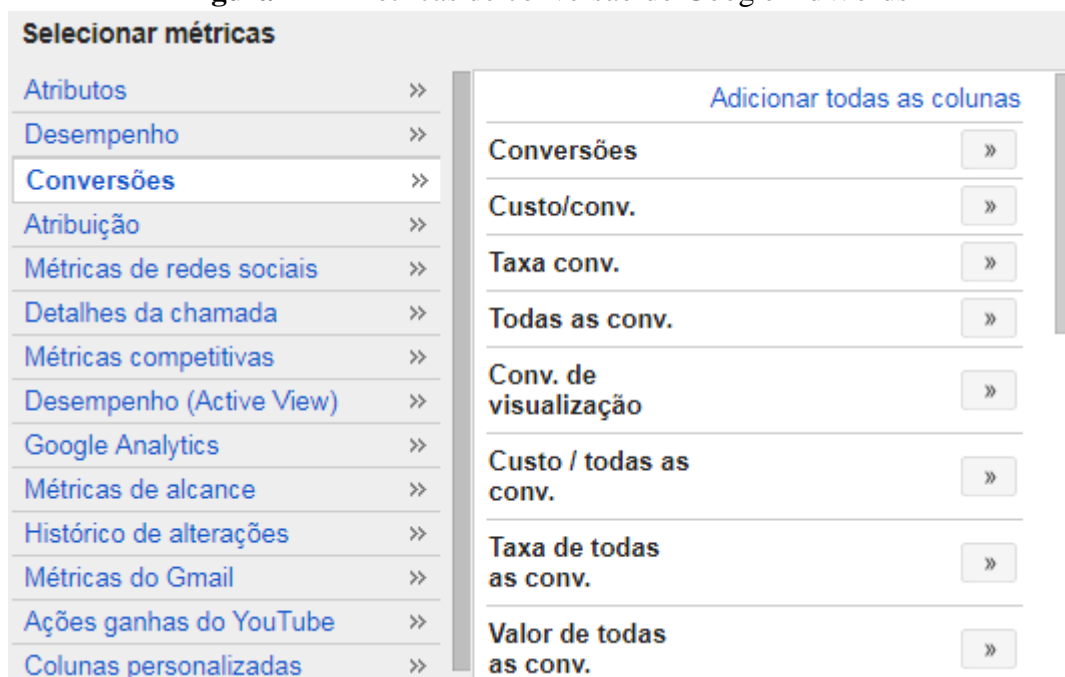 Selecionar métricas
Atributos »
Desempenho »
Conversões »
Atribuição »
Métricas de redes sociais »
Detalhes da chamada »
Métricas competitivas »
Desempenho (Active View) »
Google Analytics »
Métricas de alcance »
Histórico de alterações »
Métricas do Gmail »
Ações ganhas do YouTube »
Colunas personalizadas »
Adicionar todas as colunas
Conversões »
Custo/conv. »
Taxa conv. »
Todas as conv. »
Conv. de
visualização »
Custo / todas as
conv. »
Taxa de todas
as conv. »
Valor de todas
as conv. »